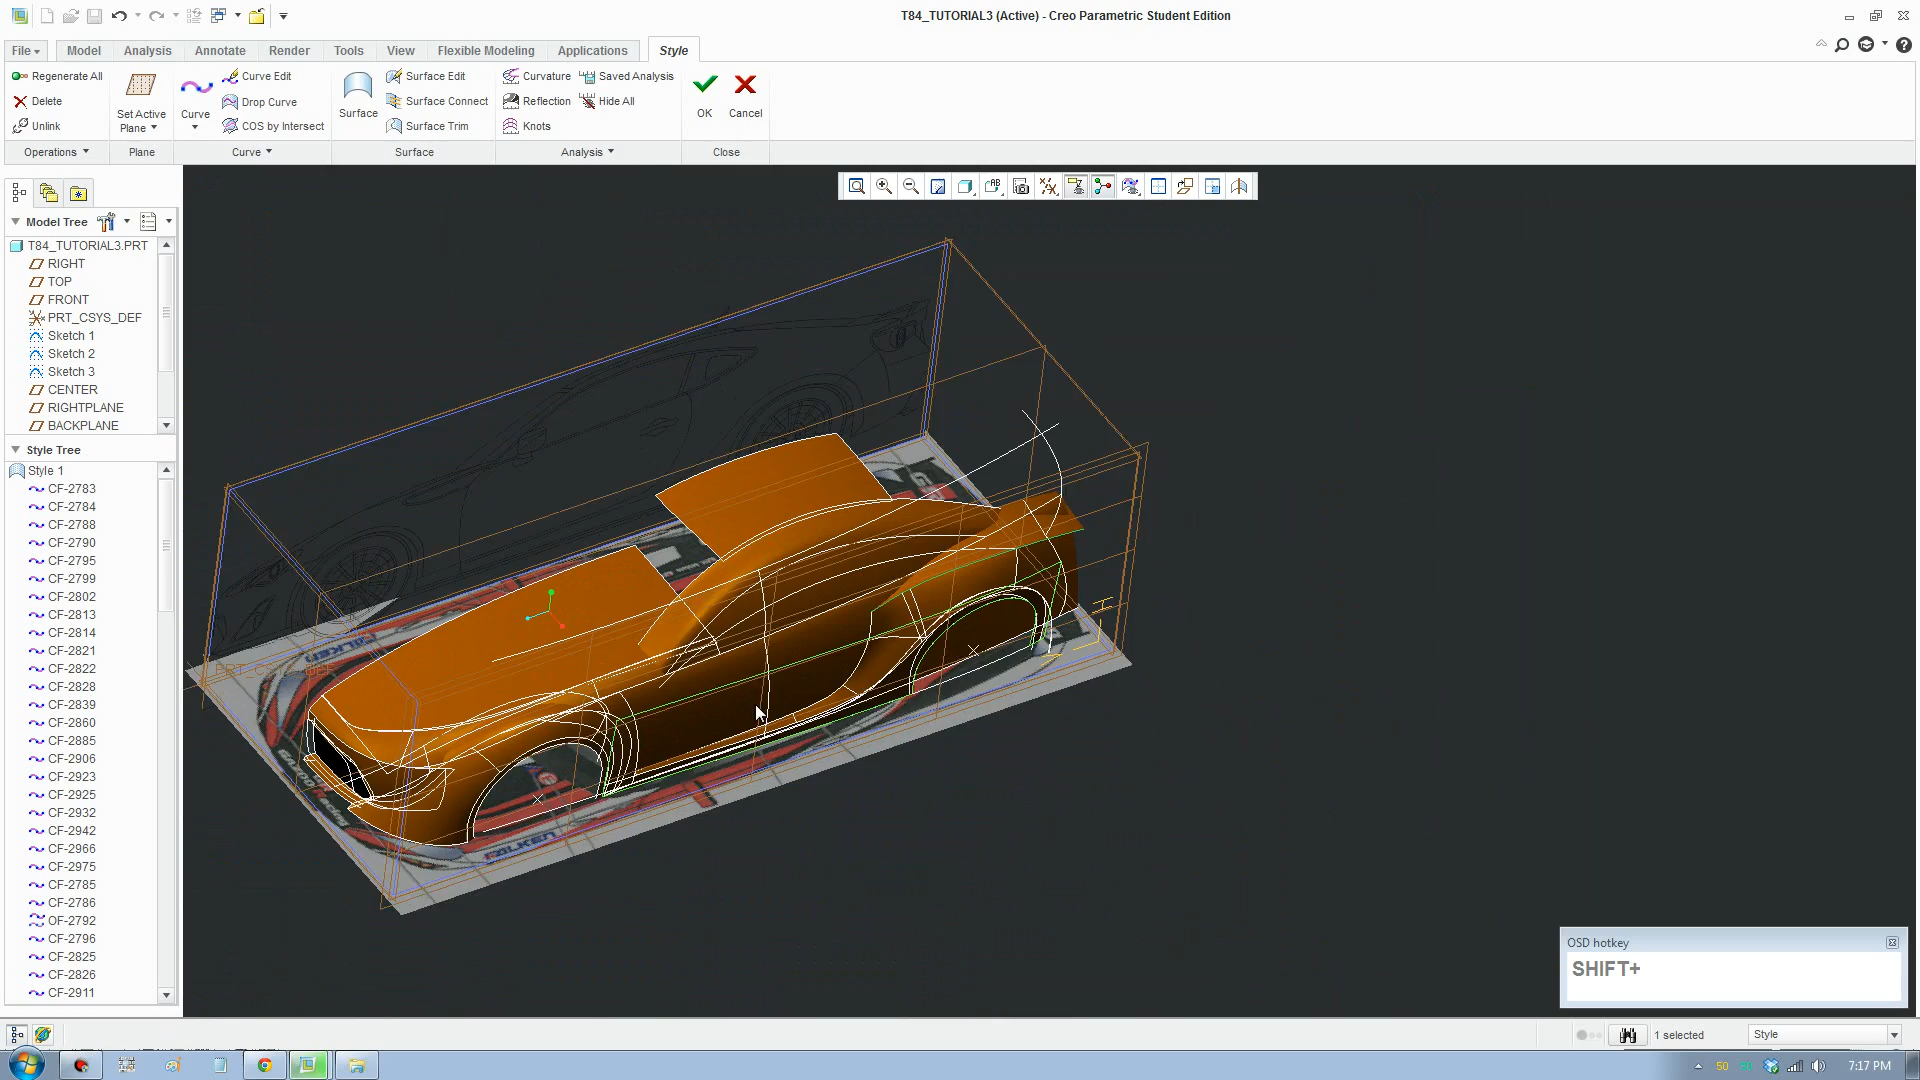 T84_TUTORIAL3 (Active) - Creo Parametric Student Edition
File Model Analysis Annotate Render Tools View Flexible Modeling Applications Style
Regenerate All
Delete
Unlink
Set Active
Plane
Curve
Curve Edit
Drop Curve
COS by Intersect
Surface
Surface Edit
Surface Connect
Surface Trim
Curvature
Reflection
Knots
Saved Analysis
Hide All
OK
Cancel
Operations Plane Curve Surface Analysis Close
Model Tree
T84_TUTORIAL3.PRT
RIGHT
TOP
FRONT
PRT_CSYS_DEF
Sketch 1
Sketch 2
Sketch 3
CENTER
RIGHTPLANE
BACKPLANE
Style Tree
Style 1
CF-2783
CF-2784
CF-2788
CF-2790
CF-2795
CF-2799
CF-2802
CF-2813
CF-2814
CF-2821
CF-2822
CF-2828
CF-2839
CF-2860
CF-2885
CF-2906
CF-2923
CF-2925
CF-2932
CF-2942
CF-2966
CF-2975
CF-2785
CF-2786
OF-2792
CF-2796
CF-2825
CF-2826
CF-2911
FALKEN
FALKEN
OSD hotkey
SHIFT+
1 selected
Style
50
7:17 PM